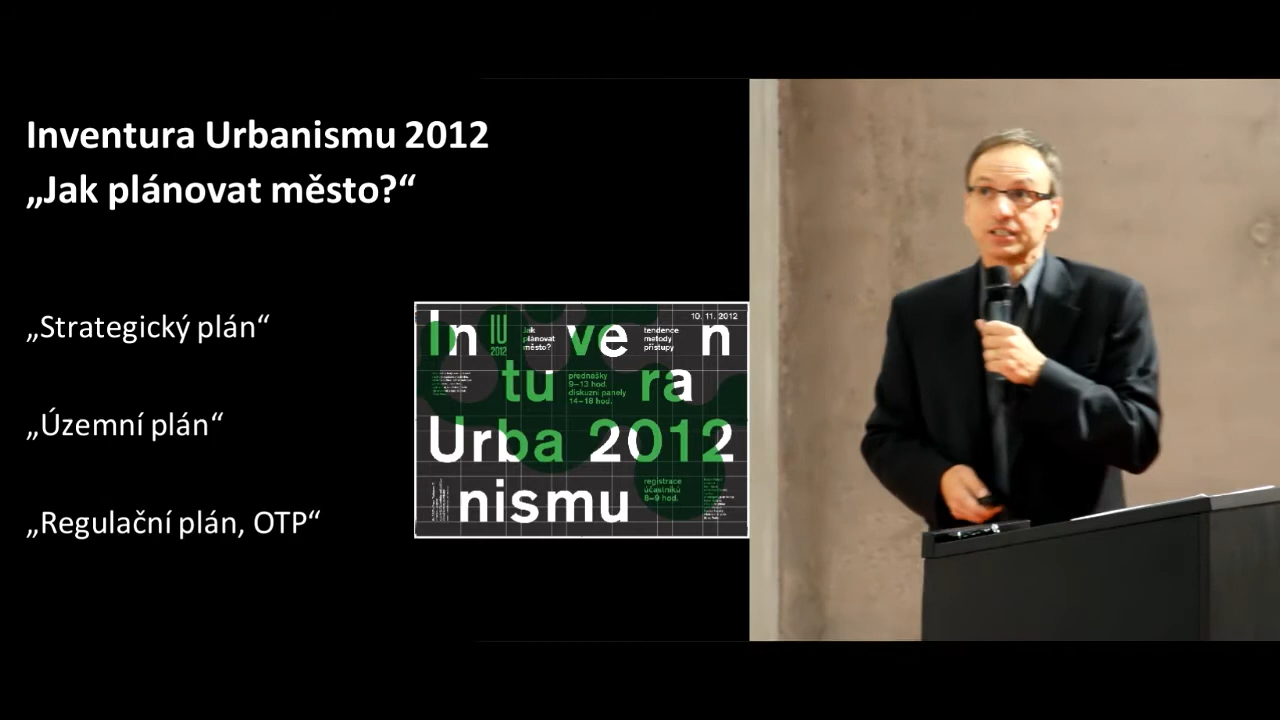 Inventura Urbanismu 2012
„Jak plánovat město?“
„Strategický plán“
„Územní plán“
„Regulační plán, OTP“
10. 11. 2012
In ve n
IU
2012
Jak
plánovat
město?
tendence
metody
přístupy
tu ra
přednášky
9–13 hod.
diskuzní panely
14–18 hod.
Urba 2012
nismu
registrace
účastníků
8–9 hod.